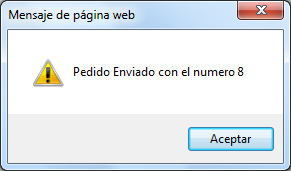 Mensaje de página web
Pedido Enviado con el numero 8
Aceptar